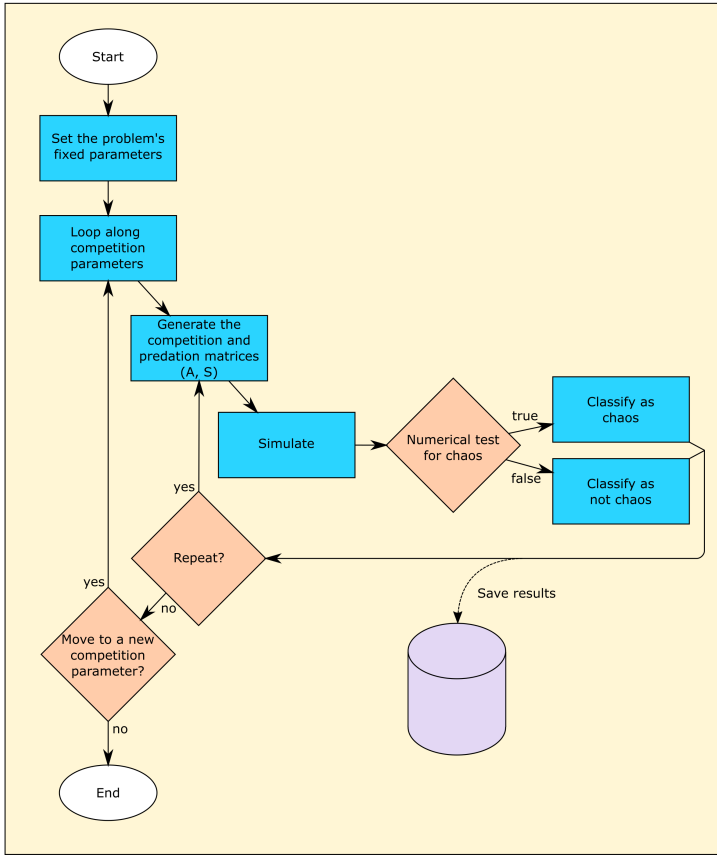 Start
Set the problem's
fixed parameters
Loop along
competition
parameters
Generate the
competition and
predation matrices
(A, S)
Simulate
Numerical test
for chaos
true
false
Classify as
chaos
Classify as
not chaos
Save results
yes
Repeat?
no
yes
Move to a new
competition
parameter?
no
End